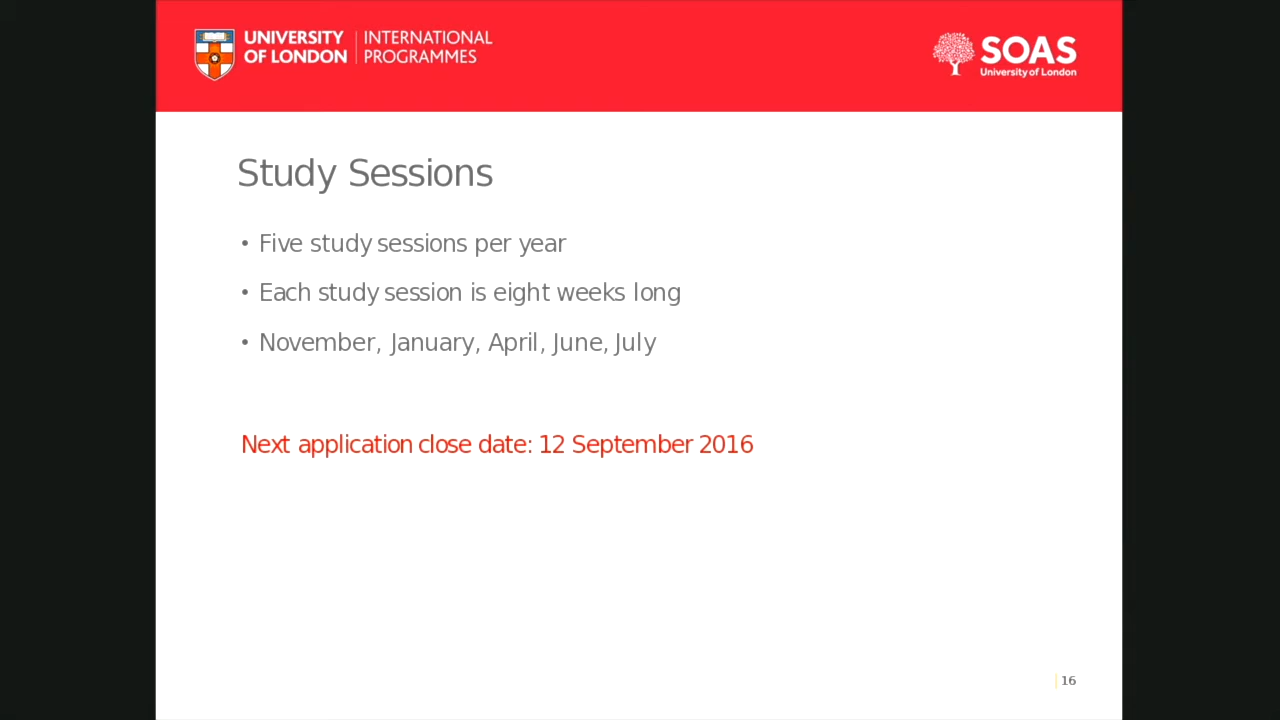 UNIVERSITY OF LONDON
INTERNATIONAL PROGRAMMES
SOAS
University of London
Study Sessions
• Five study sessions per year
• Each study session is eight weeks long
• November, January, April, June, July
Next application close date: 12 September 2016
16